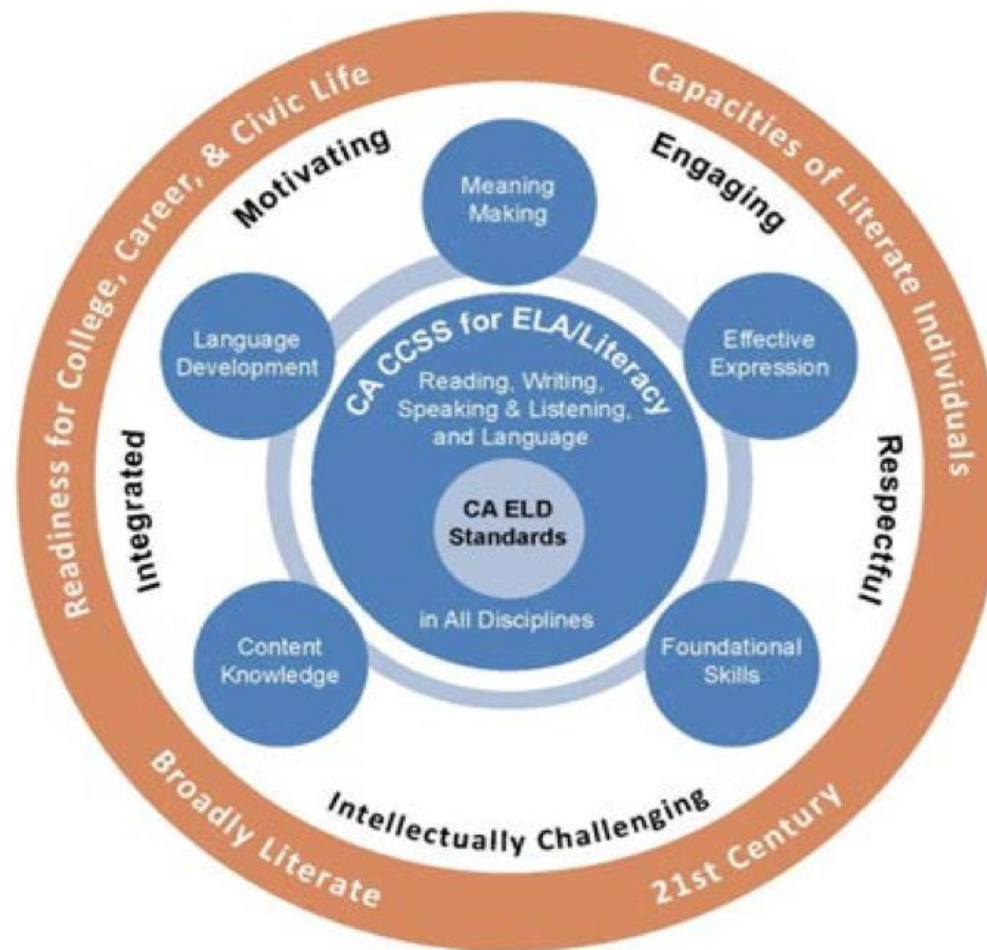 Readiness for College, Career, & Civic Life
Capacities of Literate Individuals
Motivating
Engaging
Meaning
Making
Language
Development
Effective
Expression
CA CCSS for ELA/Literacy
Reading, Writing,
Speaking & Listening,
and Language
CA ELD
Standards
in All Disciplines
Integrated
Respectful
Content
Knowledge
Foundational
Skills
Intellectually Challenging
Broadly Literate
21st Century